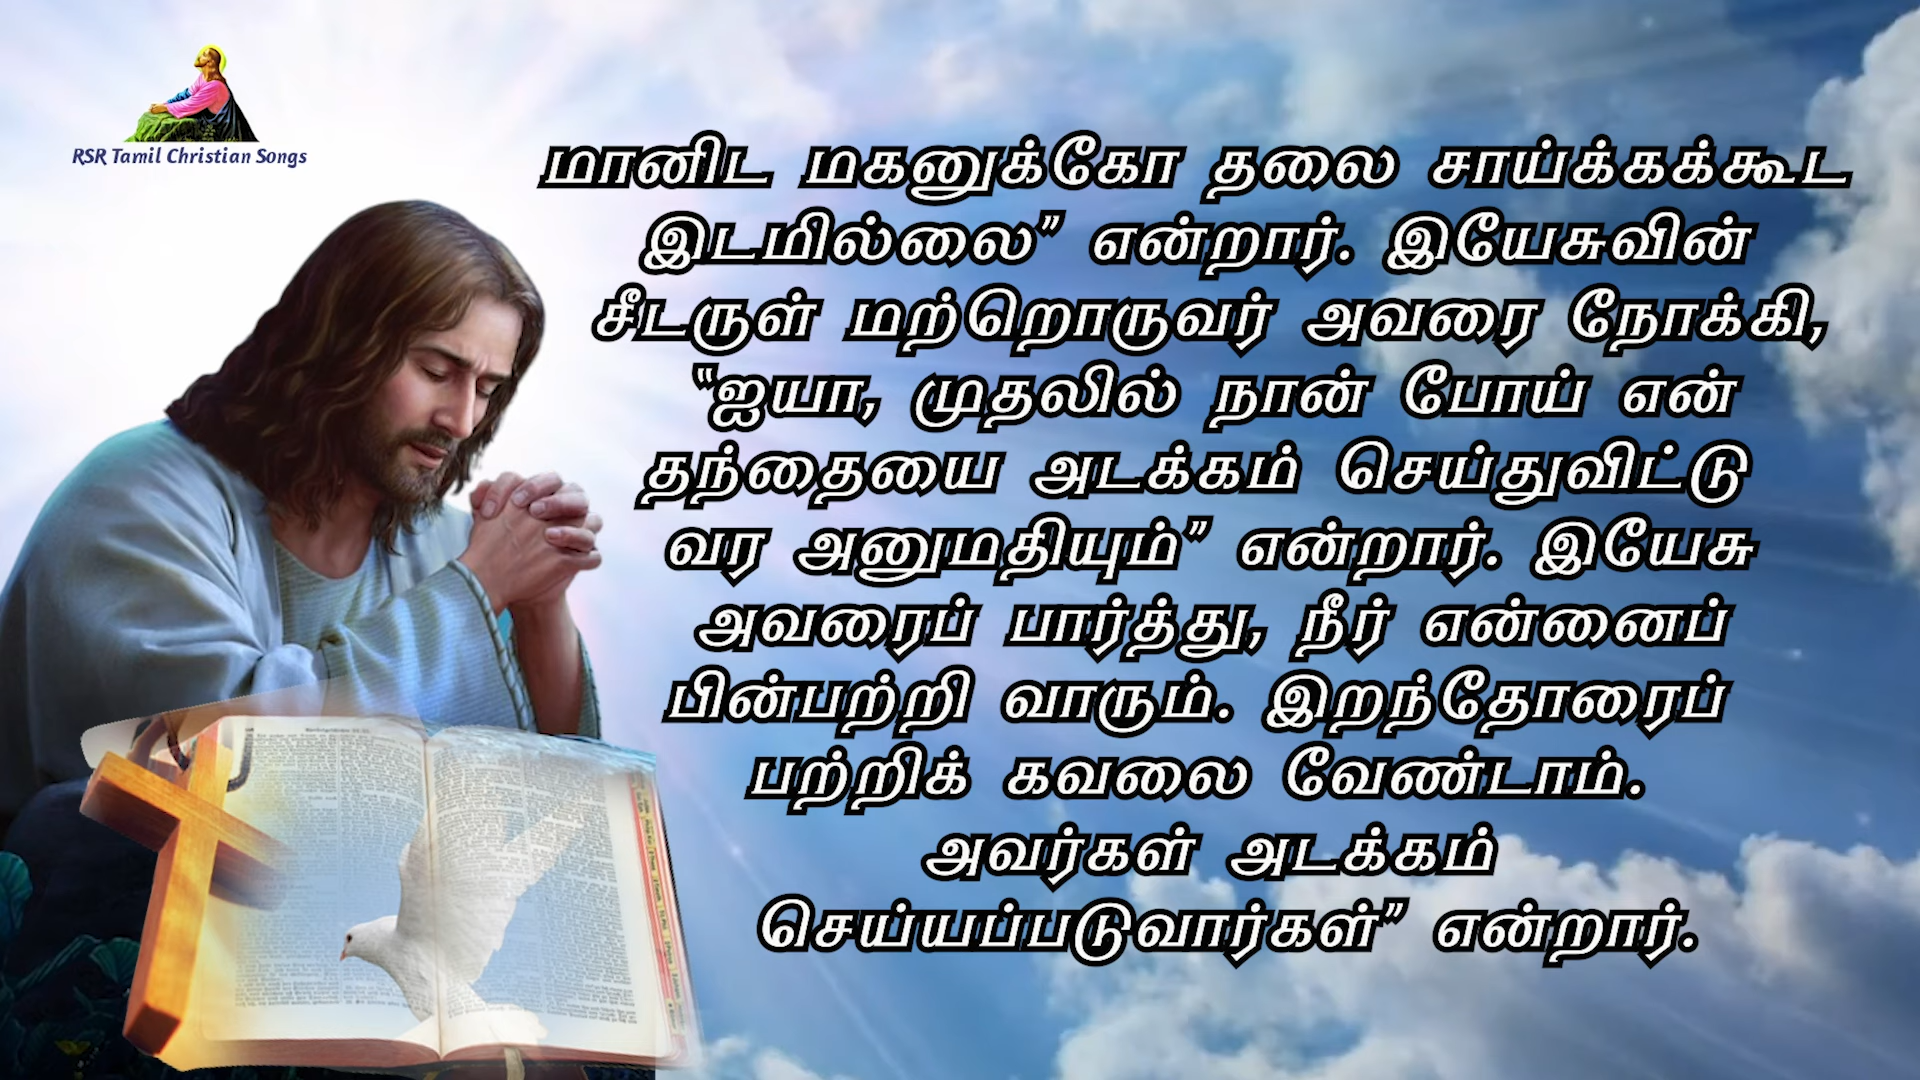 RSR Tamil Christian Songs
மானிட மகனுக்கோ தலை சாய்க்கக்கூட
இடமில்லை” என்றார். இயேசுவின்
சீடருள் மற்றொருவர் அவரை நோக்கி,
“ஐயா, முதலில் நான் போய் என்
தந்தையை அடக்கம் செய்துவிட்டு
வர அனுமதியும்” என்றார். இயேசு
அவரைப் பார்த்து, நீர் என்னைப்
பின்பற்றி வாரும். இறந்தோரைப்
பற்றிக் கவலை வேண்டாம்.
அவர்கள் அடக்கம்
செய்யப்படுவார்கள்” என்றார்.